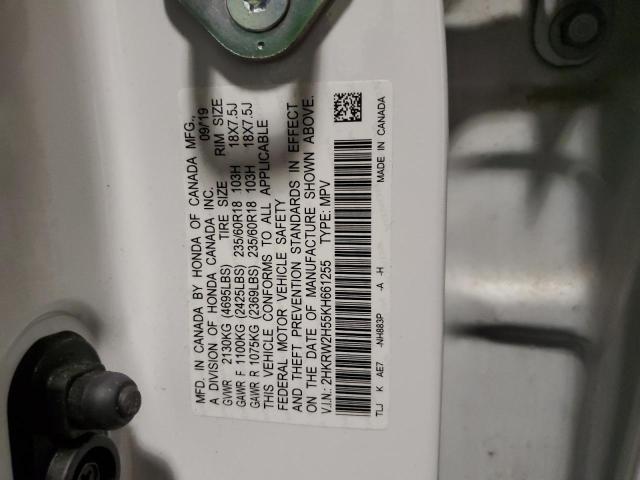 MFD. IN CANADA BY HONDA OF CANADA MFG.,
A DIVISION OF HONDA CANADA INC. 09/19
GVWR 2130KG (4695LBS) TIRE SIZE RIM SIZE
GAWR F 1100KG (2425LBS) 235/60R18 103H 18X7.5J
GAWR R 1075KG (2369LBS) 235/60R18 103H 18X7.5J
THIS VEHICLE CONFORMS TO ALL APPLICABLE
FEDERAL MOTOR VEHICLE SAFETY
AND THEFT PREVENTION STANDARDS IN EFFECT
ON THE DATE OF MANUFACTURE SHOWN ABOVE.
V.I.N.: 2HKRW2H55KH661255 TYPE: MPV
TLJ K AE7 -NH883P -A -H MADE IN CANADA